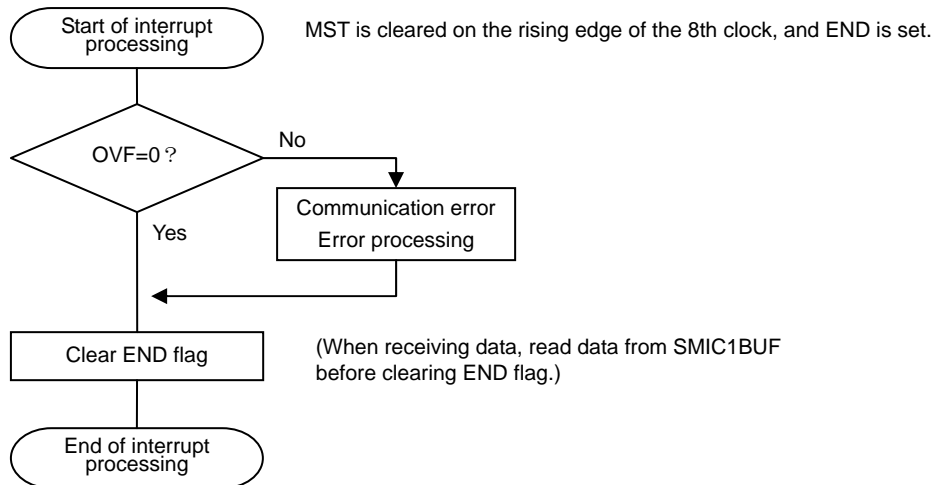 Start of interrupt
processing
MST is cleared on the rising edge of the 8th clock, and END is set.
OVF=0？
No
Communication error
Error processing
Yes
Clear END flag
(When receiving data, read data from SMIC1BUF
before clearing END flag.)
End of interrupt
processing